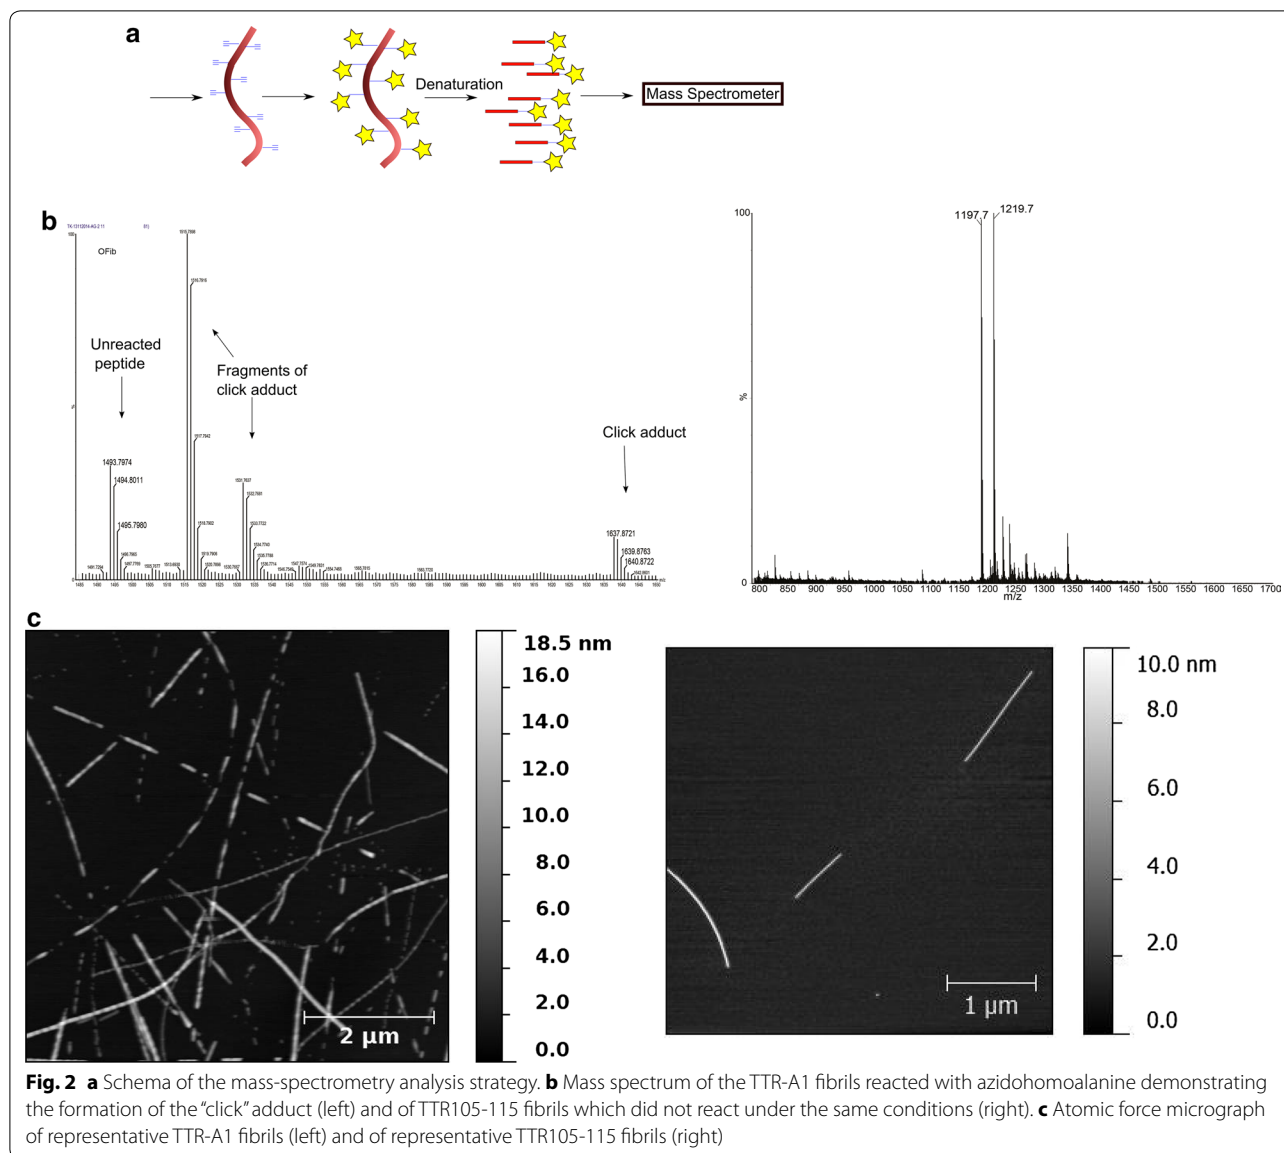 a
Denaturation
Mass Spectrometer
b
OFib
100
Unreacted
peptide
Fragments of
click adduct
Click adduct
1493.7974
1494.8011
1495.7980
1637.8721
1639.8763
1640.8722
100
1197.7
1219.7
%
0
800 850 900 950 1000 1050 1100 1150 1200 1250 1300 1350 1400 1450 1500 1550 1600 1650 1700
m/z
c
18.5 nm
16.0
14.0
12.0
10.0
8.0
6.0
4.0
2.0
0.0
2 µm
10.0 nm
8.0
6.0
4.0
2.0
0.0
1 µm
Fig. 2 a Schema of the mass-spectrometry analysis strategy. b Mass spectrum of the TTR-A1 fibrils reacted with azidohomoalanine demonstrating
the formation of the “click” adduct (left) and of TTR105-115 fibrils which did not react under the same conditions (right). c Atomic force micrograph
of representative TTR-A1 fibrils (left) and of representative TTR105-115 fibrils (right)